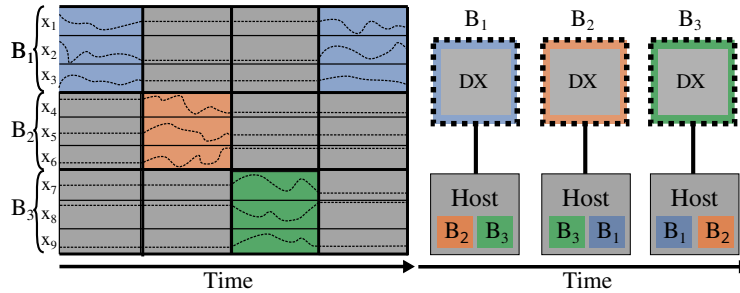 B₁ x₁ x₂ x₃
B₂ x₄ x₅ x₆
B₃ x₇ x₈ x₉
Time
B₁ B₂ B₃
DX DX DX
Host Host Host
B₂ B₃ B₃ B₁ B₁ B₂
Time